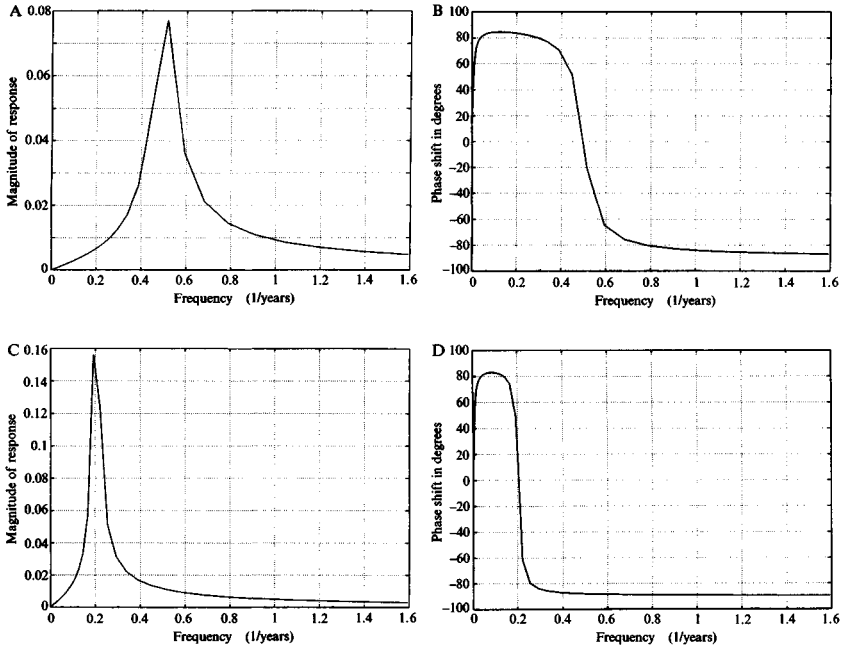 A
0.08
0.06
0.04
0.02
0
Magnitude of response
0 0.2 0.4 0.6 0.8 1 1.2 1.4 1.6
Frequency (1/years)
B
100
80
60
40
20
0
−20
−40
−60
−80
−100
Phase shift in degrees
0 0.2 0.4 0.6 0.8 1 1.2 1.4 1.6
Frequency (1/years)
C
0.16
0.14
0.12
0.1
0.08
0.06
0.04
0.02
0
Magnitude of response
0 0.2 0.4 0.6 0.8 1 1.2 1.4 1.6
Frequency (1/years)
D
100
80
60
40
20
0
−20
−40
−60
−80
−100
Phase shift in degrees
0 0.2 0.4 0.6 0.8 1 1.2 1.4 1.6
Frequency (1/years)